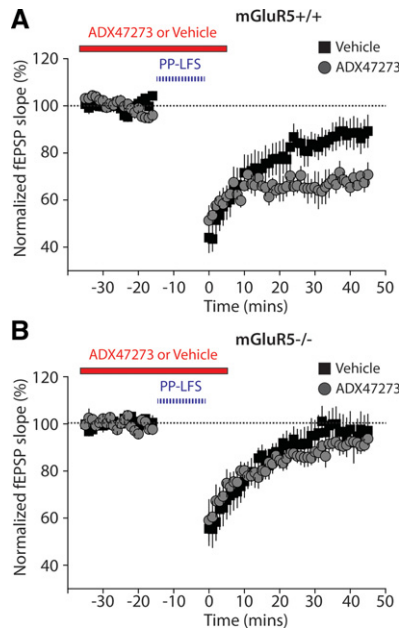 A
mGluR5+/+
ADX47273 or Vehicle
PP-LFS
Vehicle
ADX47273
Normalized fEPSP slope (%)
120
100
80
60
40
-30 -20 -10 0 10 20 30 40 50
Time (mins)
B
mGluR5-/-
ADX47273 or Vehicle
PP-LFS
Vehicle
ADX47273
Normalized fEPSP slope (%)
120
100
80
60
40
-30 -20 -10 0 10 20 30 40 50
Time (mins)